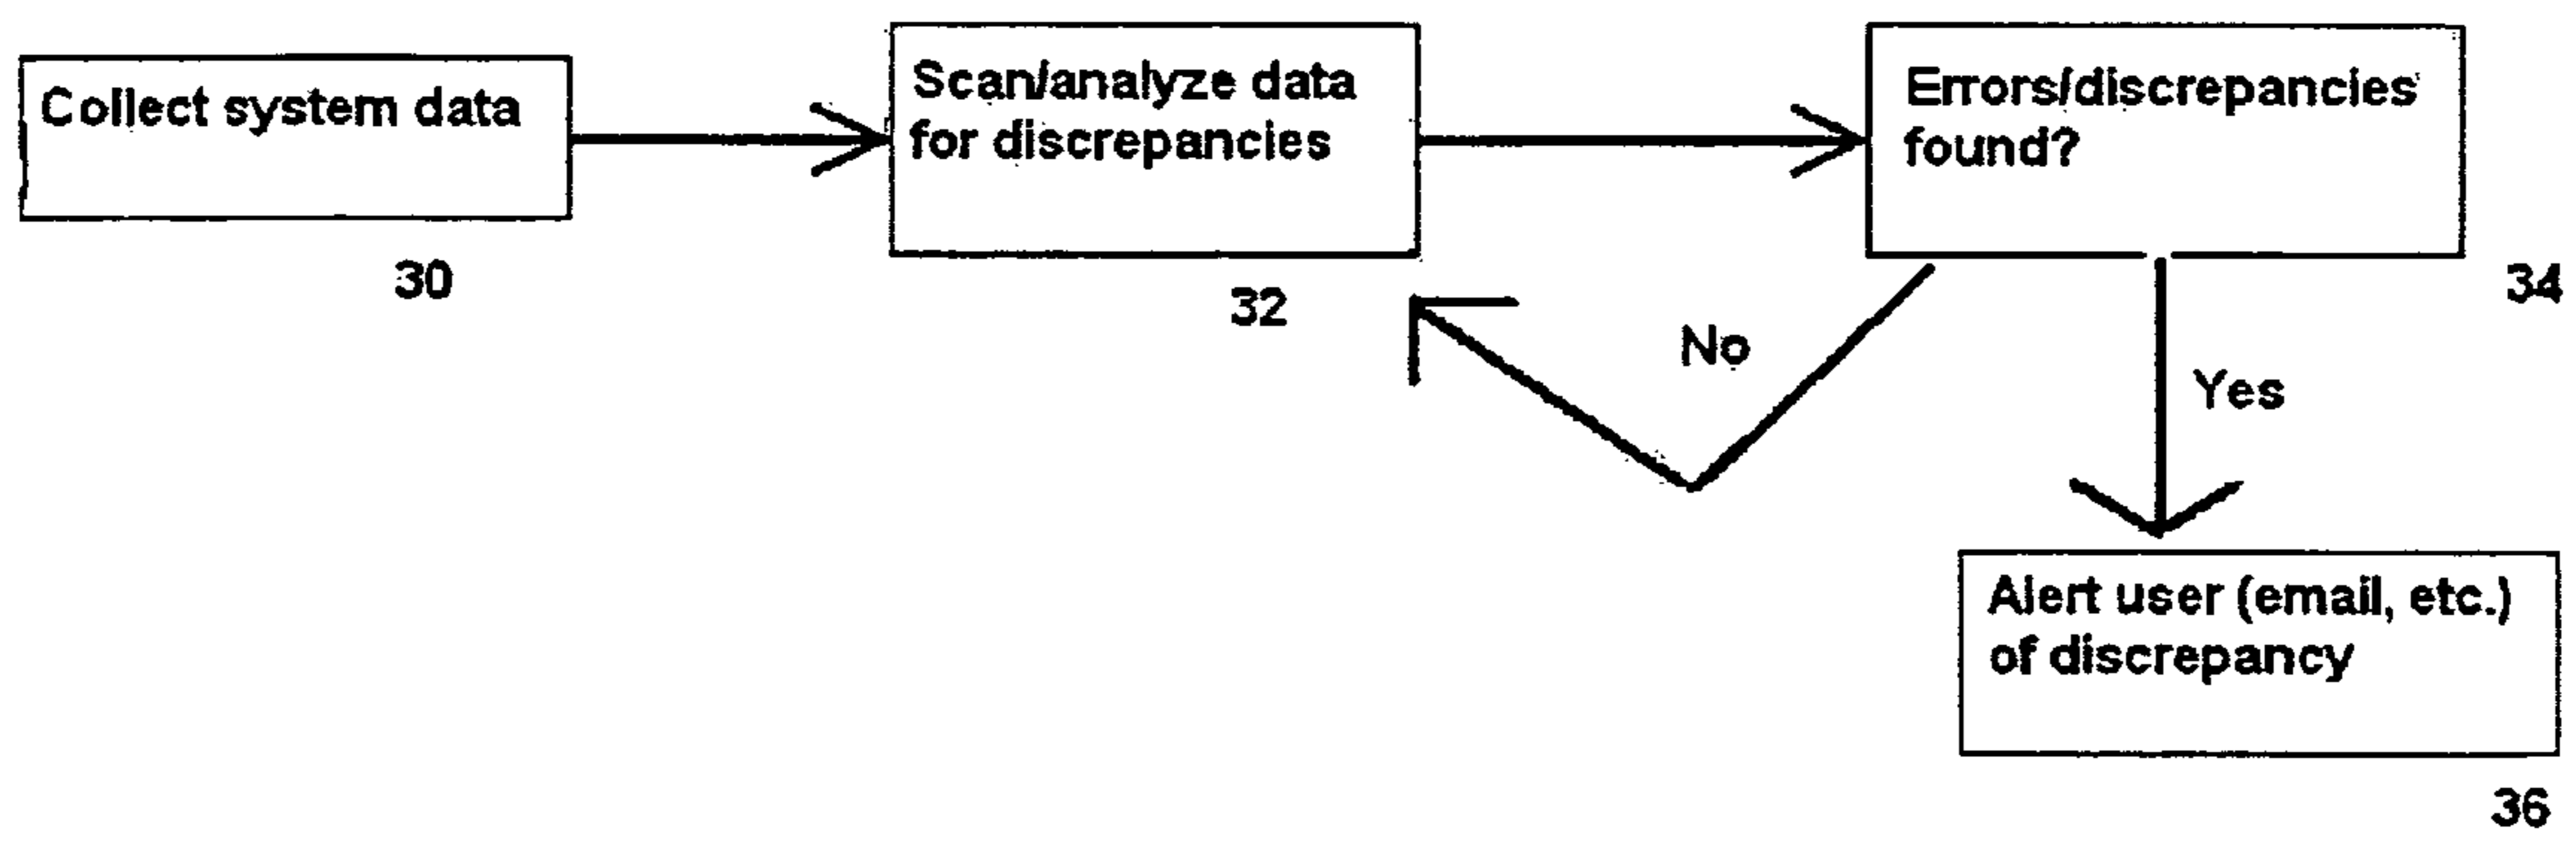 Collect system data
30
Scan/analyze data
for discrepancies
32
Errors/discrepancies
found?
34
No
Yes
Alert user (email, etc.)
of discrepancy
36